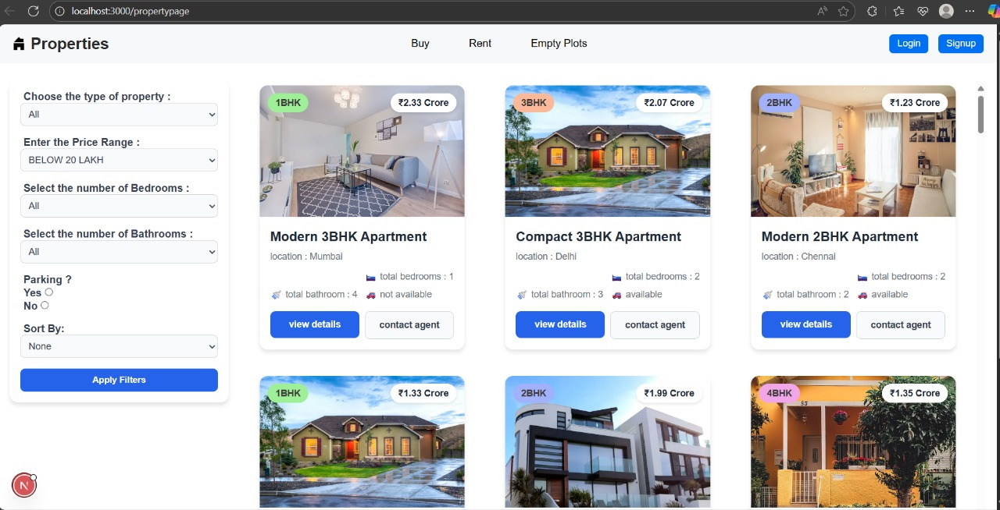 localhost:3000/propertypage
Properties
Buy
Rent
Empty Plots
Login
Signup
Choose the type of property :
All
Enter the Price Range :
BELOW 20 LAKH
Select the number of Bedrooms :
All
Select the number of Bathrooms :
All
Parking ?
Yes
No
Sort By:
None
Apply Filters
1BHK
₹2.33 Crore
Modern 3BHK Apartment
location : Mumbai
total bedrooms : 1
total bathroom : 4
not available
view details
contact agent
3BHK
₹2.07 Crore
Compact 3BHK Apartment
location : Delhi
total bedrooms : 2
total bathroom : 3
available
view details
contact agent
2BHK
₹1.23 Crore
Modern 2BHK Apartment
location : Chennai
total bedrooms : 2
total bathroom : 2
available
view details
contact agent
1BHK
₹1.33 Crore
2BHK
₹1.99 Crore
4BHK
₹1.35 Crore
53
N